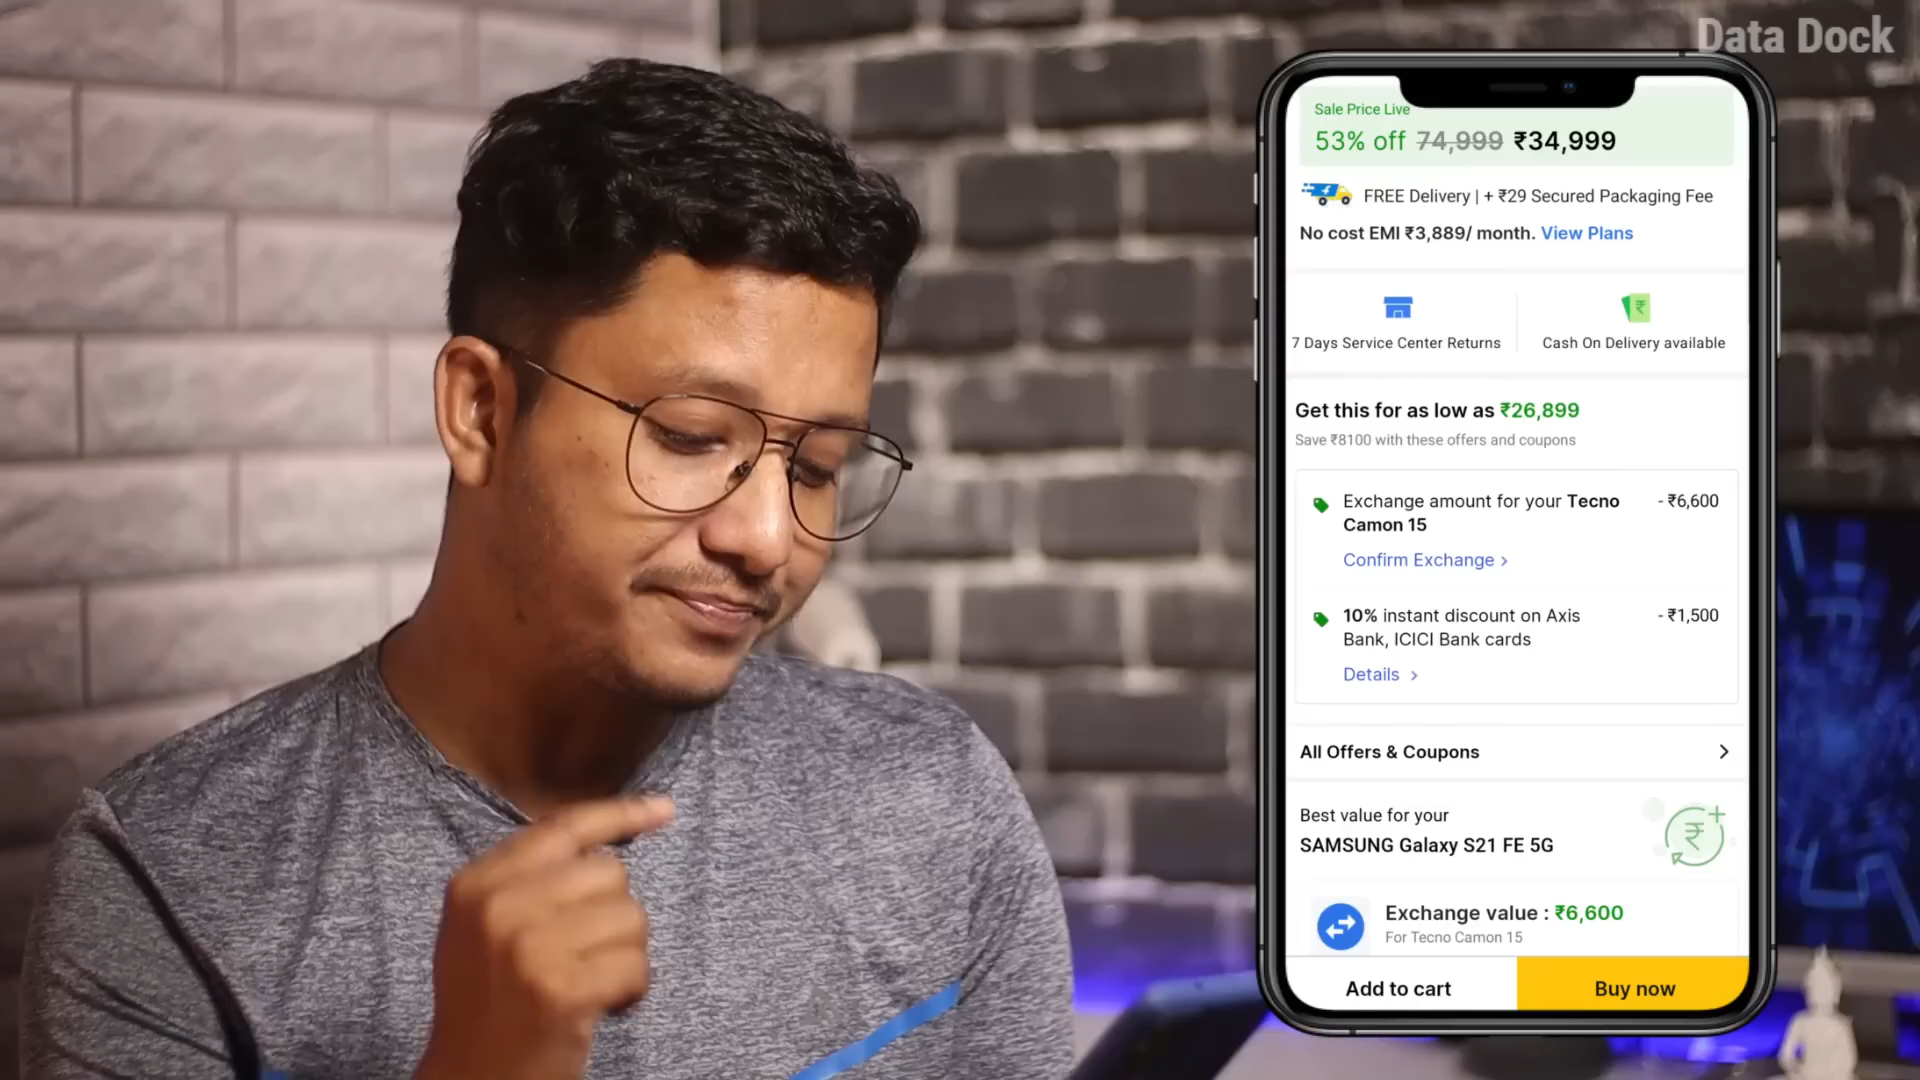 Data Dock
Sale Price Live
53% off 74,999 ₹34,999
FREE Delivery | + ₹29 Secured Packaging Fee
No cost EMI ₹3,889/ month. View Plans
7 Days Service Center Returns
Cash On Delivery available
Get this for as low as ₹26,899
Save ₹8100 with these offers and coupons
Exchange amount for your Tecno - ₹6,600
Camon 15
Confirm Exchange
10% instant discount on Axis - ₹1,500
Bank, ICICI Bank cards
Details
All Offers & Coupons
Best value for your
SAMSUNG Galaxy S21 FE 5G
Exchange value : ₹6,600
For Tecno Camon 15
Add to cart
Buy now